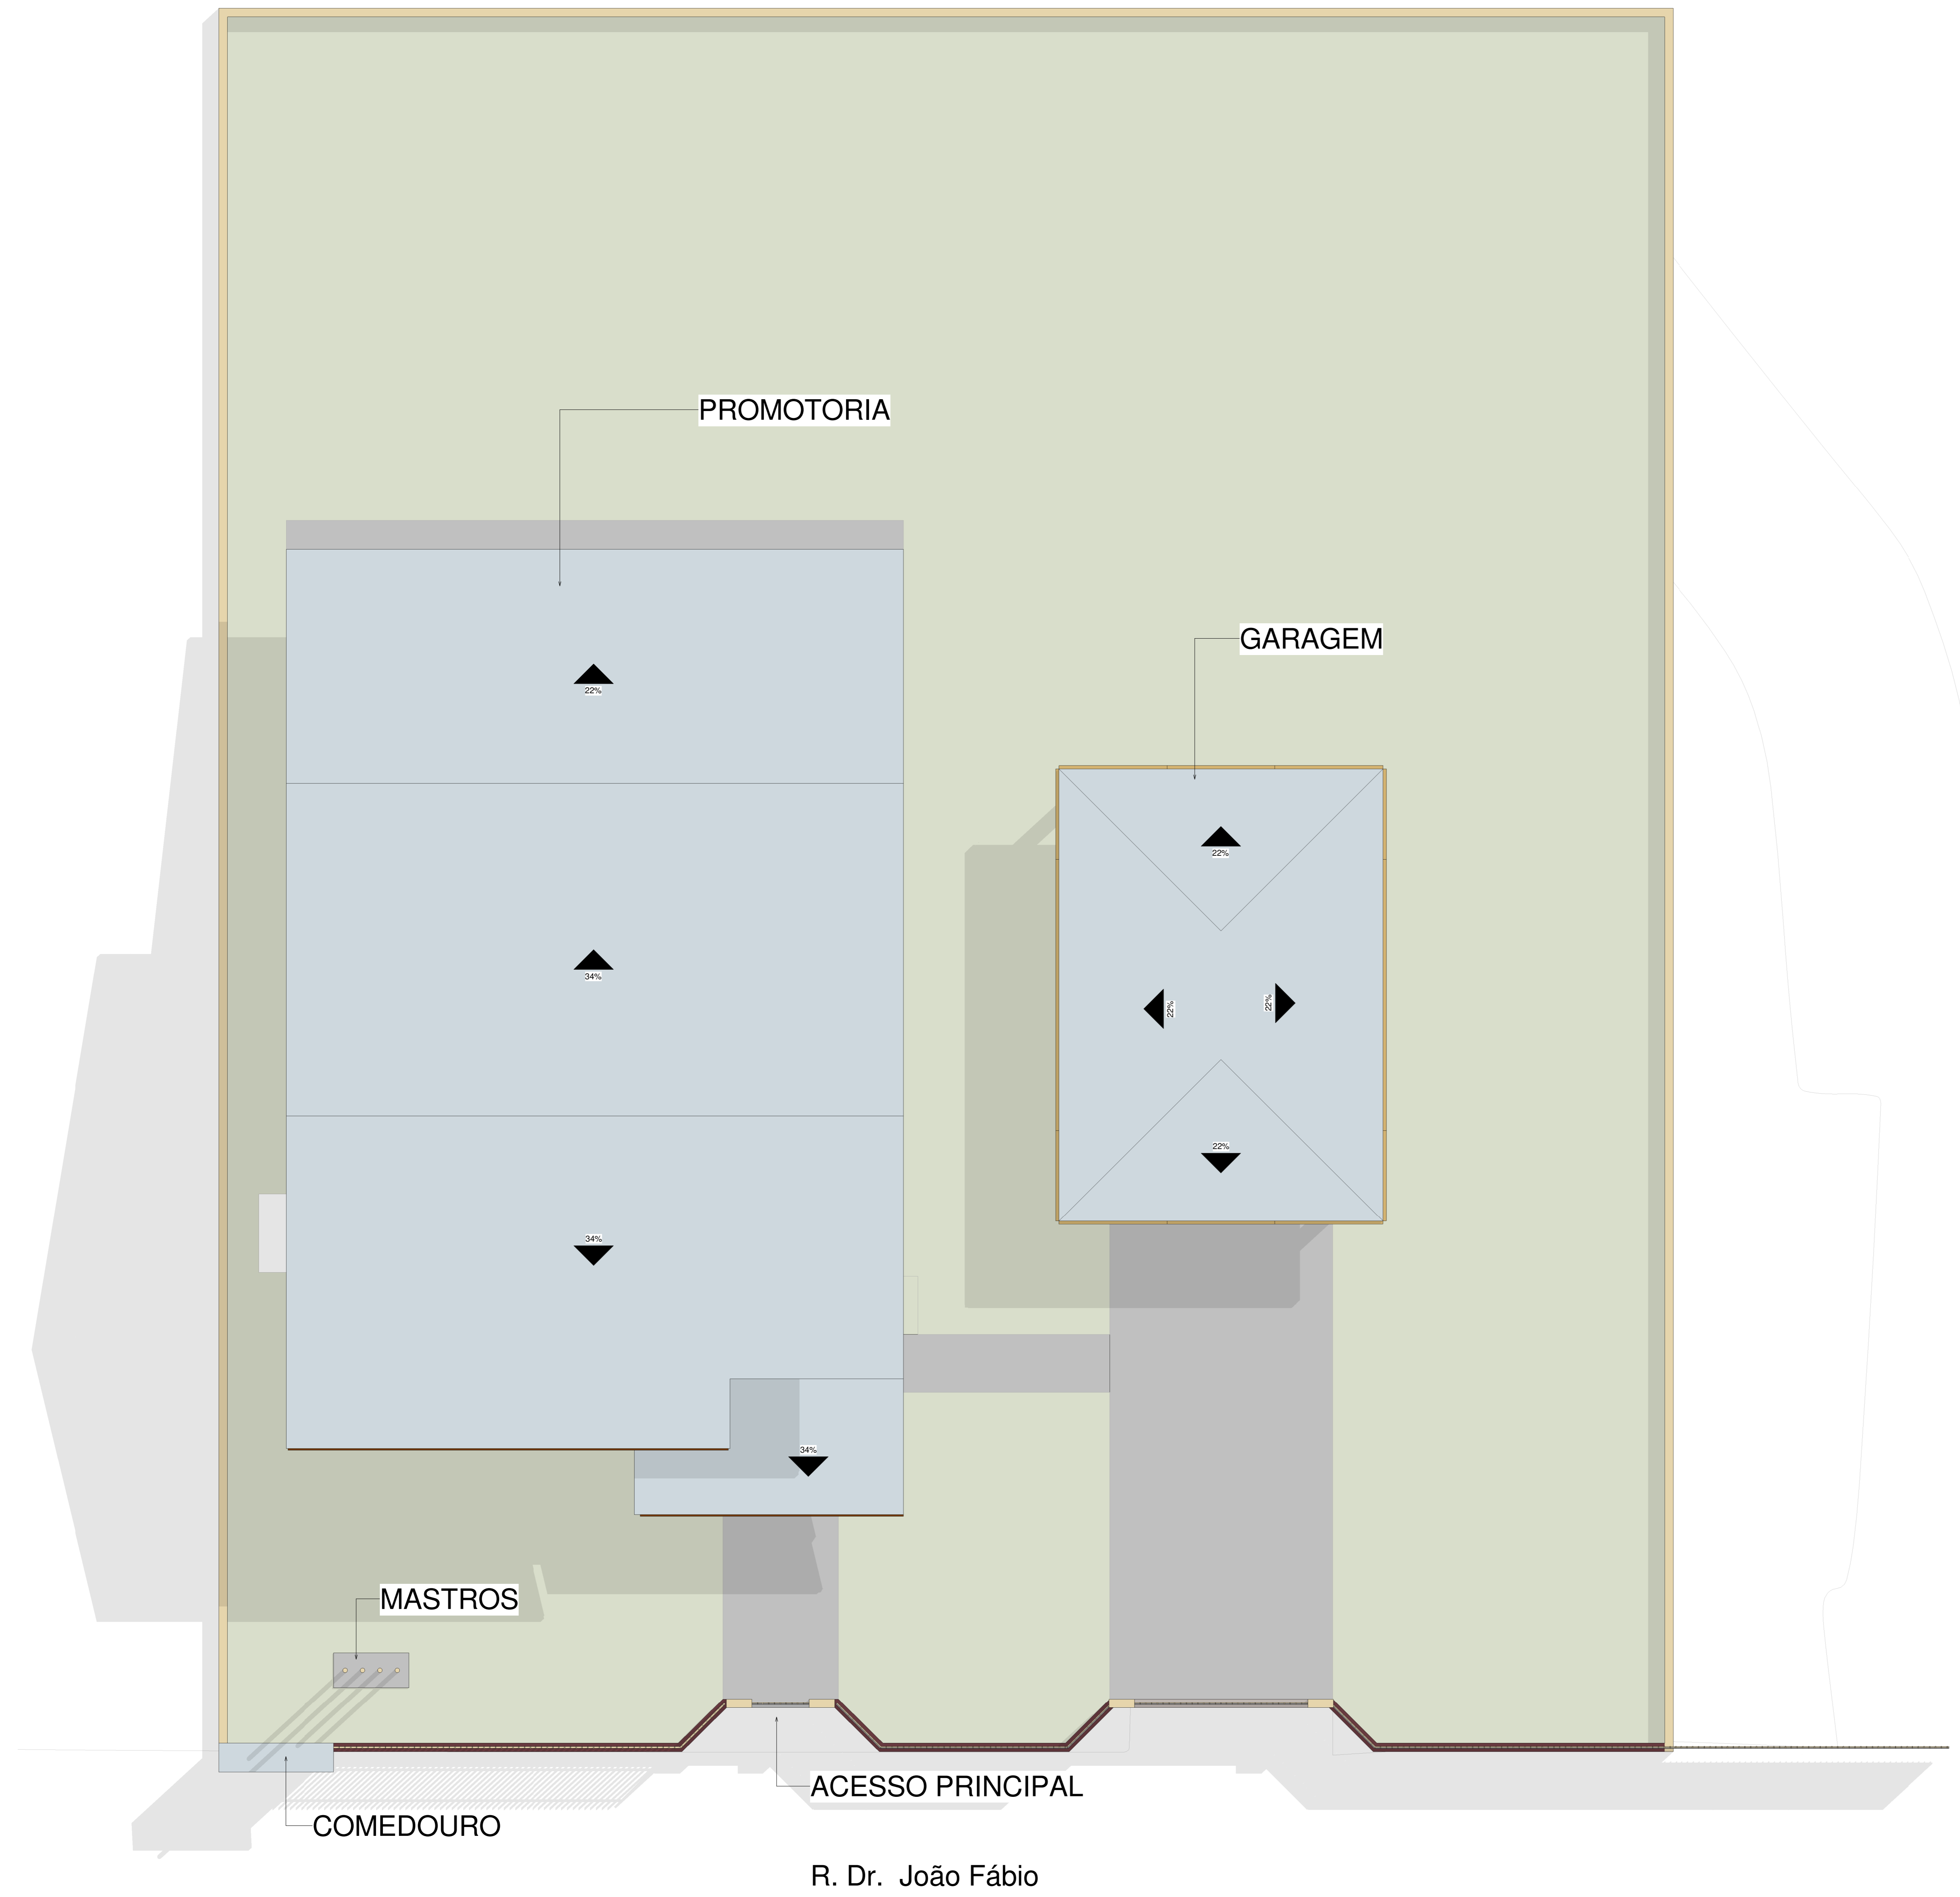 PROMOTORIA
GARAGEM
22%
22%
34%
22%
22%
22%
34%
34%
MASTROS
ACESSO PRINCIPAL
COMEDOURO
R. Dr. João Fábio